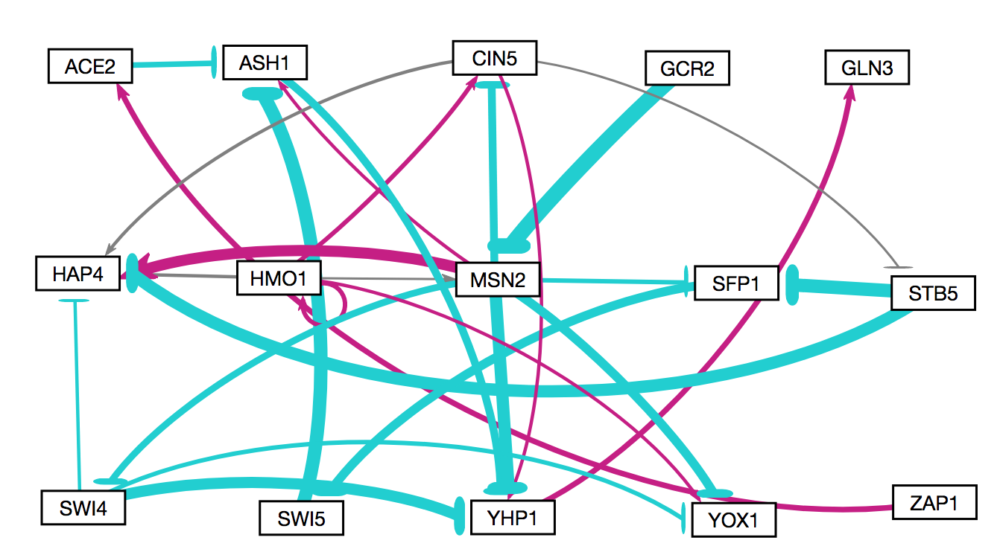 ACE2
ASH1
CIN5
GCR2
GLN3
HAP4
HMO1
MSN2
SFP1
STB5
SWI4
SWI5
YHP1
YOX1
ZAP1